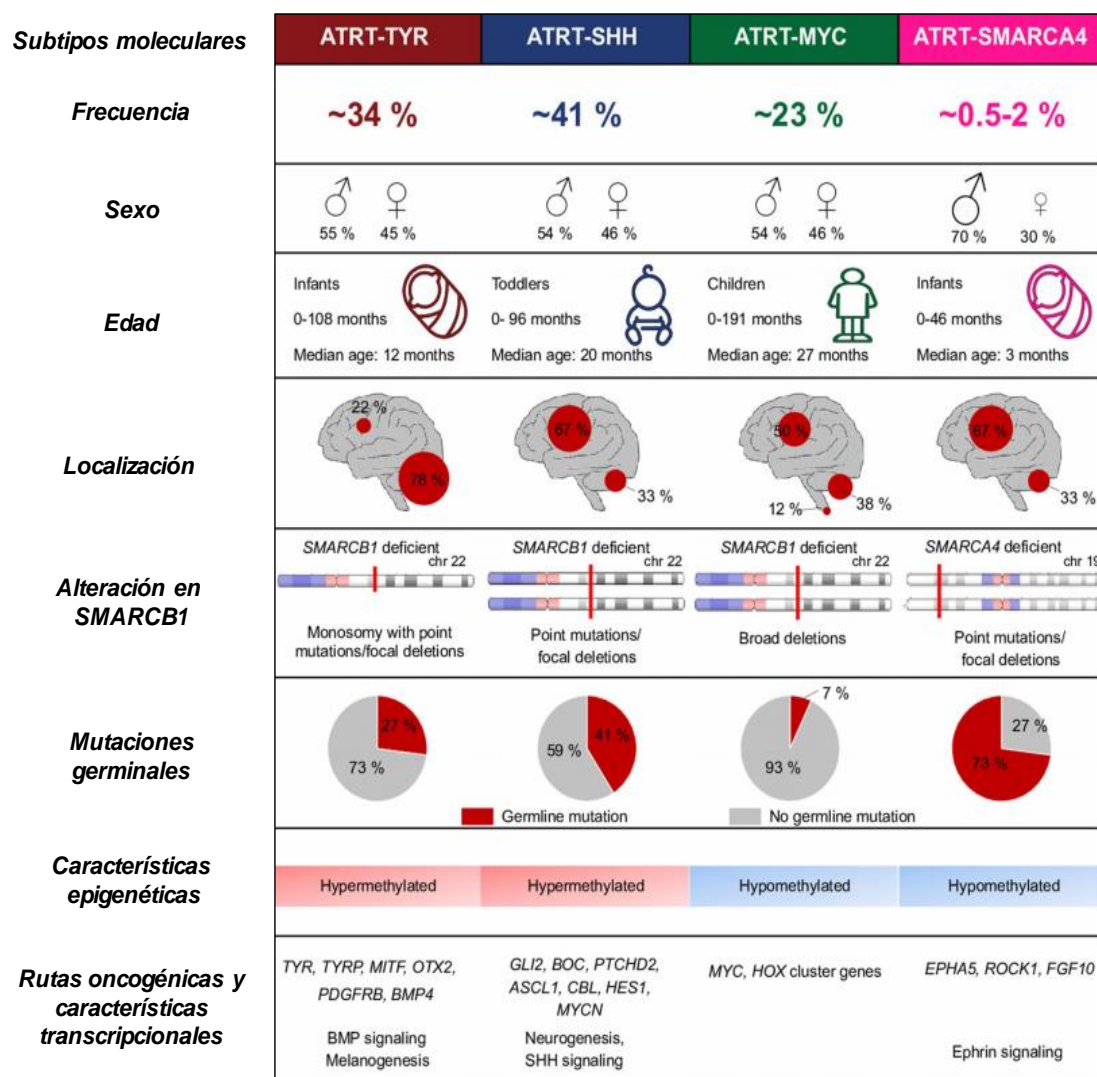 Subtipos moleculares
ATRT-TYR
ATRT-SHH
ATRT-MYC
ATRT-SMARCA4
Frecuencia
~34 %
~41 %
~23 %
~0.5-2 %
Sexo
55 %
45 %
54 %
46 %
54 %
46 %
70 %
30 %
Edad
Infants
0-108 months
Median age: 12 months
Toddlers
0- 96 months
Median age: 20 months
Children
0-191 months
Median age: 27 months
Infants
0-46 months
Median age: 3 months
Localización
22 %
78 %
67 %
33 %
50 %
38 %
12 %
67 %
33 %
Alteración en
SMARCB1
SMARCB1 deficient
chr 22
Monosomy with point
mutations/focal deletions
SMARCB1 deficient
chr 22
Point mutations/
focal deletions
SMARCB1 deficient
chr 22
Broad deletions
SMARCA4 deficient
chr 19
Point mutations/
focal deletions
Mutaciones
germinales
27 %
73 %
41 %
59 %
7 %
93 %
27 %
73 %
Germline mutation
No germline mutation
Características
epigenéticas
Hypermethylated
Hypermethylated
Hypomethylated
Hypomethylated
Rutas oncogénicas y
características
transcripcionales
TYR, TYRP, MITF, OTX2,
PDGFRB, BMP4
BMP signaling
Melanogenesis
GLI2, BOC, PTCHD2,
ASCL1, CBL, HES1,
MYCN
Neurogenesis,
SHH signaling
MYC, HOX cluster genes
EPHA5, ROCK1, FGF10
Ephrin signaling